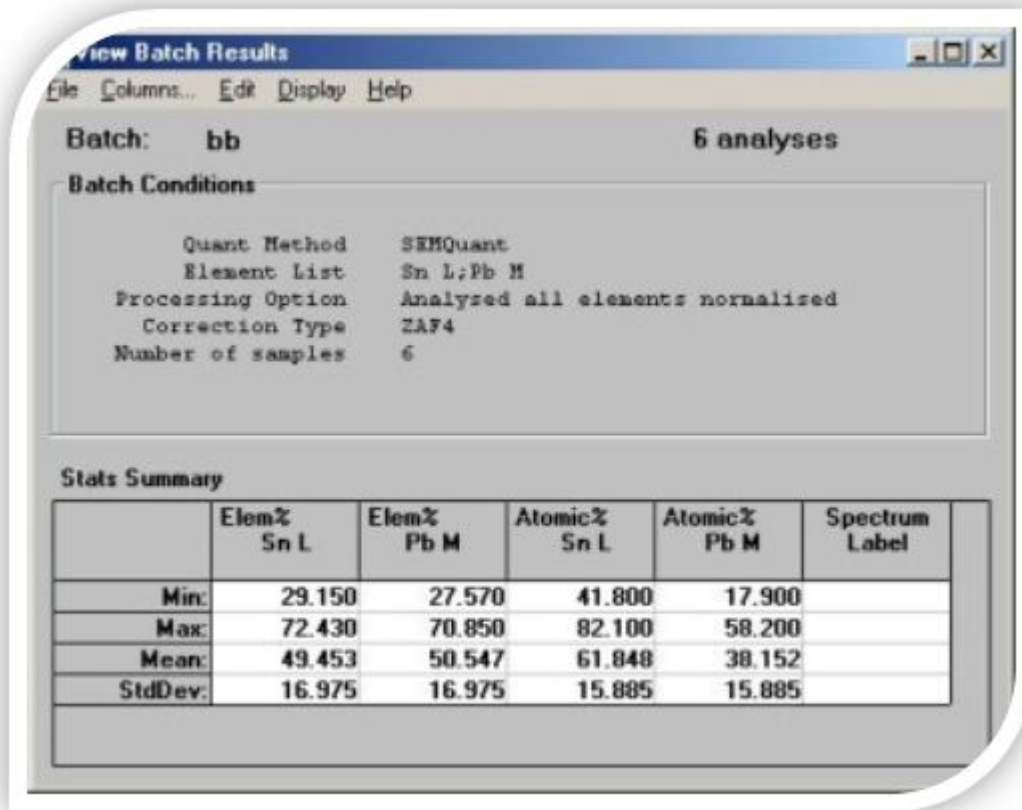 View Batch Results
File Columns... Edit Display Help
Batch: bb 6 analyses
Batch Conditions
Quant Method SEMQuant
Element List Sn L;Pb M
Processing Option Analysed all elements normalised
Correction Type ZAF4
Number of samples 6
Stats Summary
Elem% Elem% Atomic% Atomic% Spectrum
Sn L Pb M Sn L Pb M Label
Min: 29.150 27.570 41.800 17.900
Max: 72.430 70.850 82.100 58.200
Mean: 49.453 50.547 61.848 38.152
StdDev: 16.975 16.975 15.885 15.885